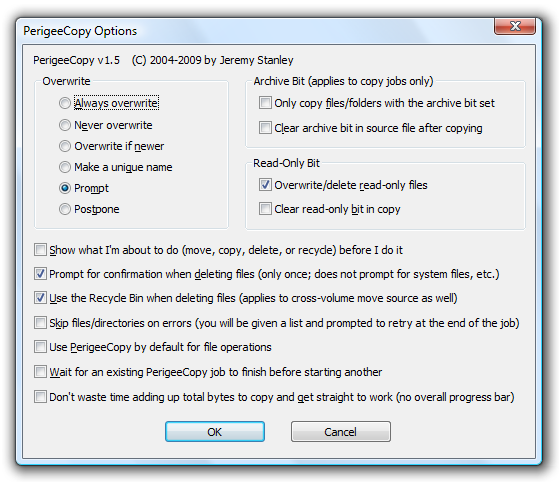 PerigeeCopy Options
PerigeeCopy v1.5 (C) 2004-2009 by Jeremy Stanley
Overwrite
Always overwrite
Never overwrite
Overwrite if newer
Make a unique name
Prompt
Postpone
Archive Bit (applies to copy jobs only)
Only copy files/folders with the archive bit set
Clear archive bit in source file after copying
Read-Only Bit
Overwrite/delete read-only files
Clear read-only bit in copy
Show what I'm about to do (move, copy, delete, or recycle) before I do it
Prompt for confirmation when deleting files (only once; does not prompt for system files, etc.)
Use the Recycle Bin when deleting files (applies to cross-volume move source as well)
Skip files/directories on errors (you will be given a list and prompted to retry at the end of the job)
Use PerigeeCopy by default for file operations
Wait for an existing PerigeeCopy job to finish before starting another
Don't waste time adding up total bytes to copy and get straight to work (no overall progress bar)
OK
Cancel